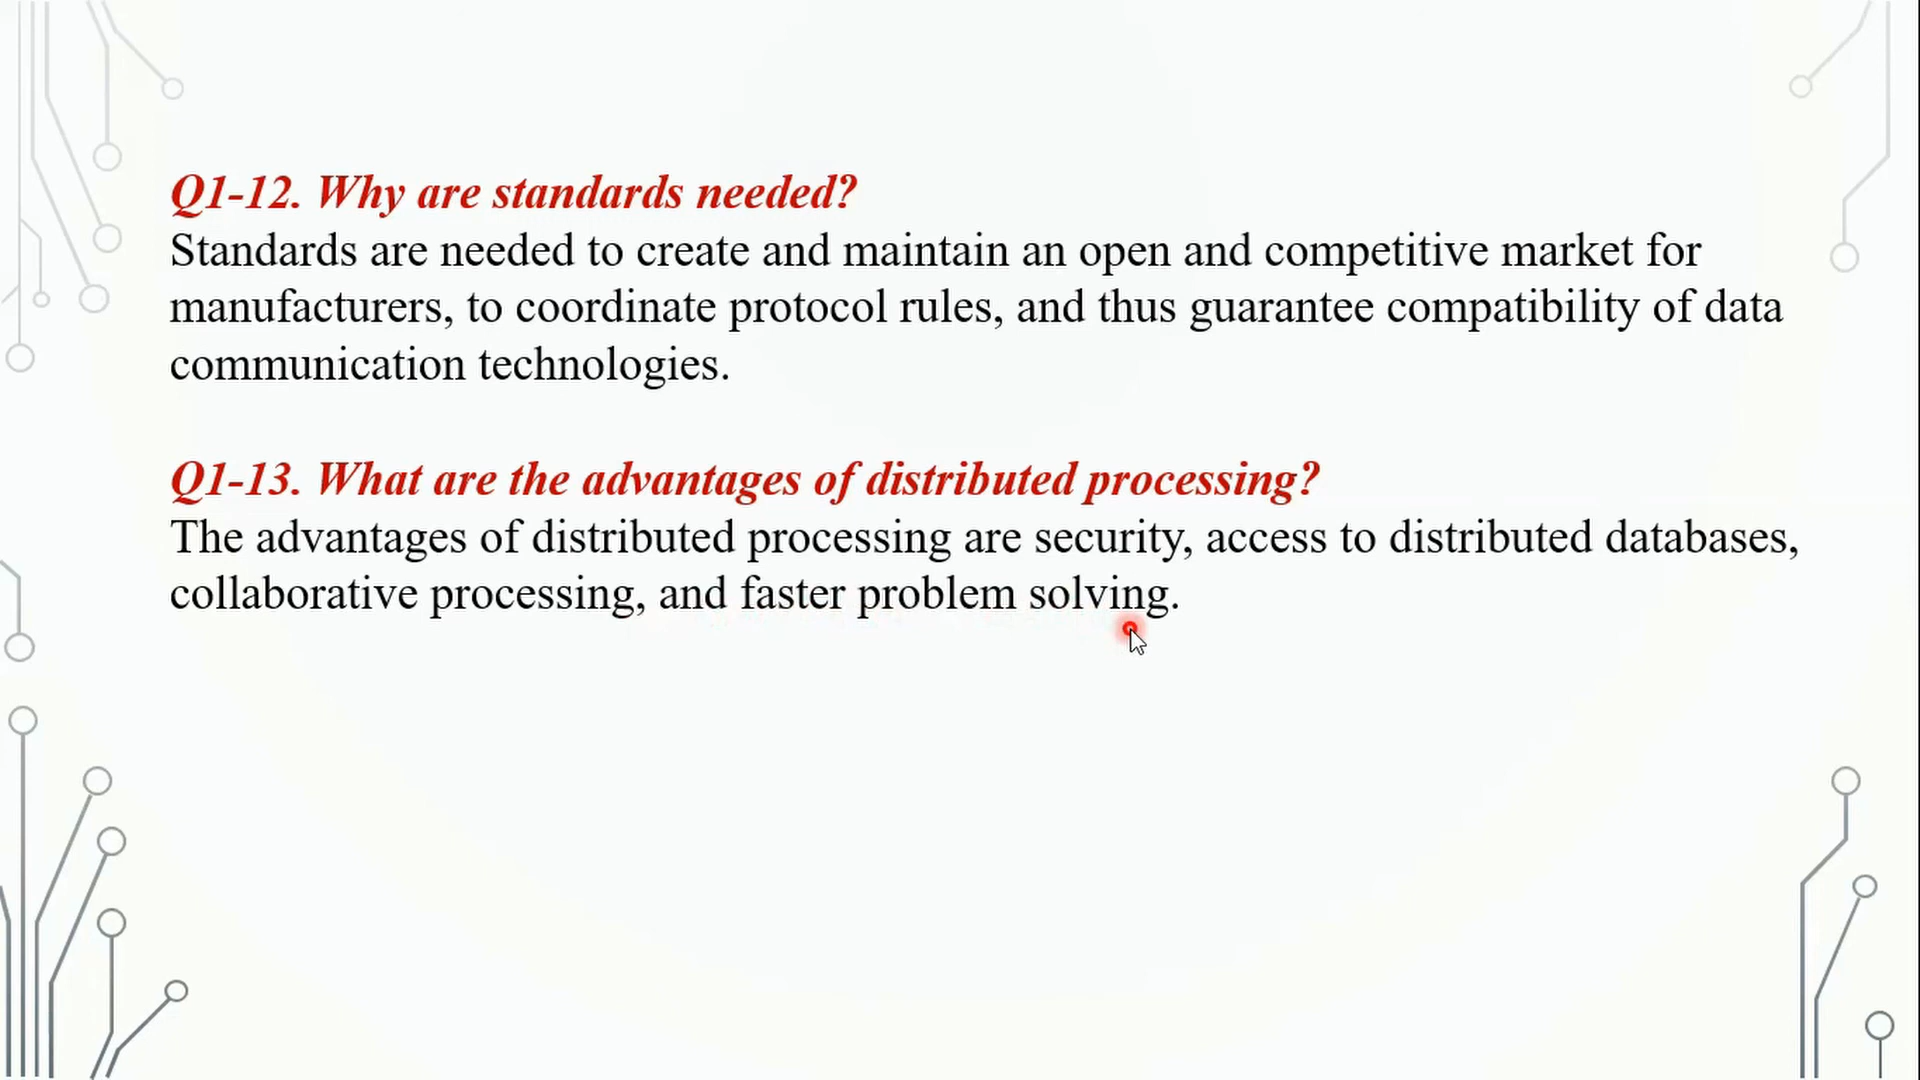 Q1-12. Why are standards needed?
Standards are needed to create and maintain an open and competitive market for
manufacturers, to coordinate protocol rules, and thus guarantee compatibility of data
communication technologies.
Q1-13. What are the advantages of distributed processing?
The advantages of distributed processing are security, access to distributed databases,
collaborative processing, and faster problem solving.